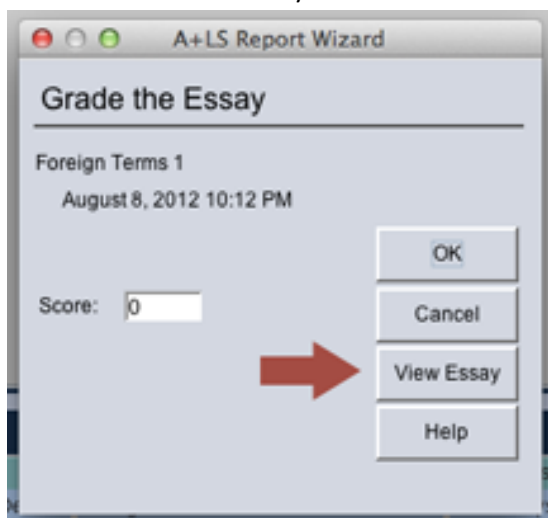 A+LS Report Wizard
Grade the Essay
Foreign Terms 1
August 8, 2012 10:12 PM
OK
Score: 0
Cancel
View Essay
Help